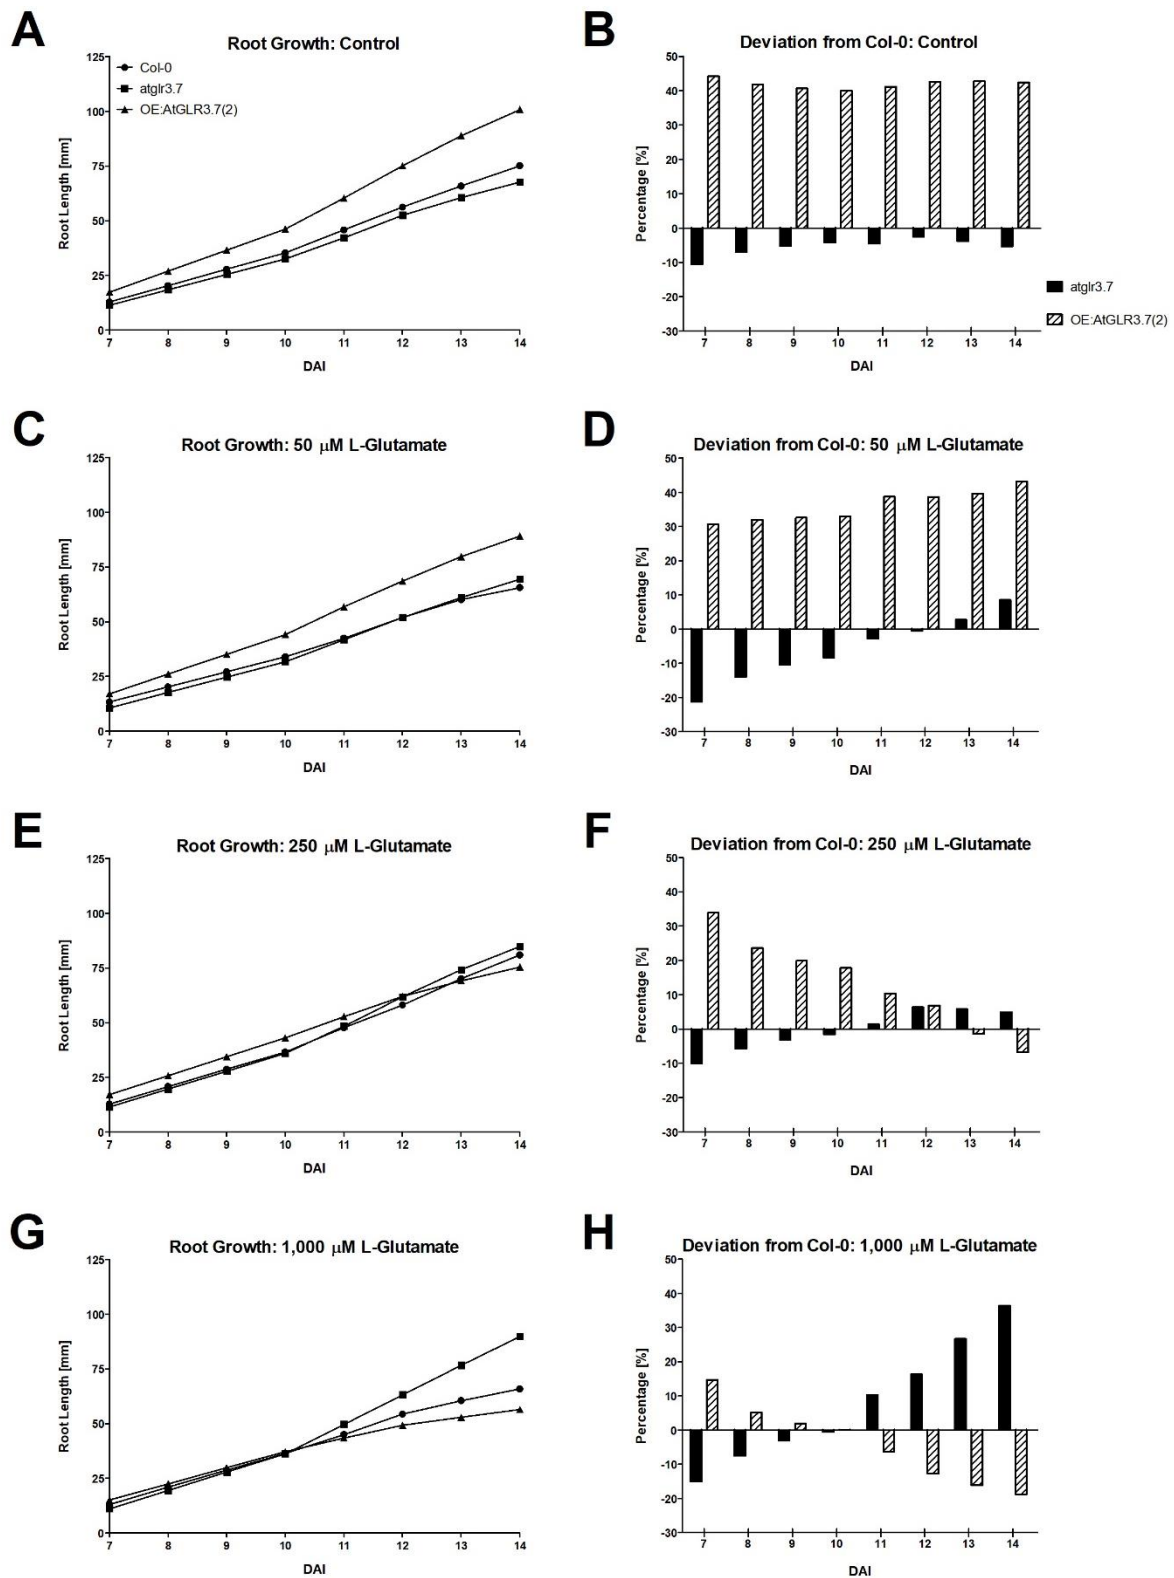 A
Root Growth: Control
Root Length [mm]
125
100
75
50
25
0
Col-0
atglr3.7
OE:AtGLR3.7(2)
7 8 9 10 11 12 13 14
DAI
B
Deviation from Col-0: Control
Percentage [%]
50
40
30
20
10
0
-10
-20
-30
7 8 9 10 11 12 13 14
DAI
atglr3.7
OE:AtGLR3.7(2)
C
Root Growth: 50 μM L-Glutamate
Root Length [mm]
125
100
75
50
25
0
7 8 9 10 11 12 13 14
DAI
D
Deviation from Col-0: 50 μM L-Glutamate
Percentage [%]
50
40
30
20
10
0
-10
-20
-30
7 8 9 10 11 12 13 14
DAI
E
Root Growth: 250 μM L-Glutamate
Root Length [mm]
125
100
75
50
25
0
7 8 9 10 11 12 13 14
DAI
F
Deviation from Col-0: 250 μM L-Glutamate
Percentage [%]
50
40
30
20
10
0
-10
-20
-30
7 8 9 10 11 12 13 14
DAI
G
Root Growth: 1,000 μM L-Glutamate
Root Length [mm]
125
100
75
50
25
0
7 8 9 10 11 12 13 14
DAI
H
Deviation from Col-0: 1,000 μM L-Glutamate
Percentage [%]
50
40
30
20
10
0
-10
-20
-30
7 8 9 10 11 12 13 14
DAI